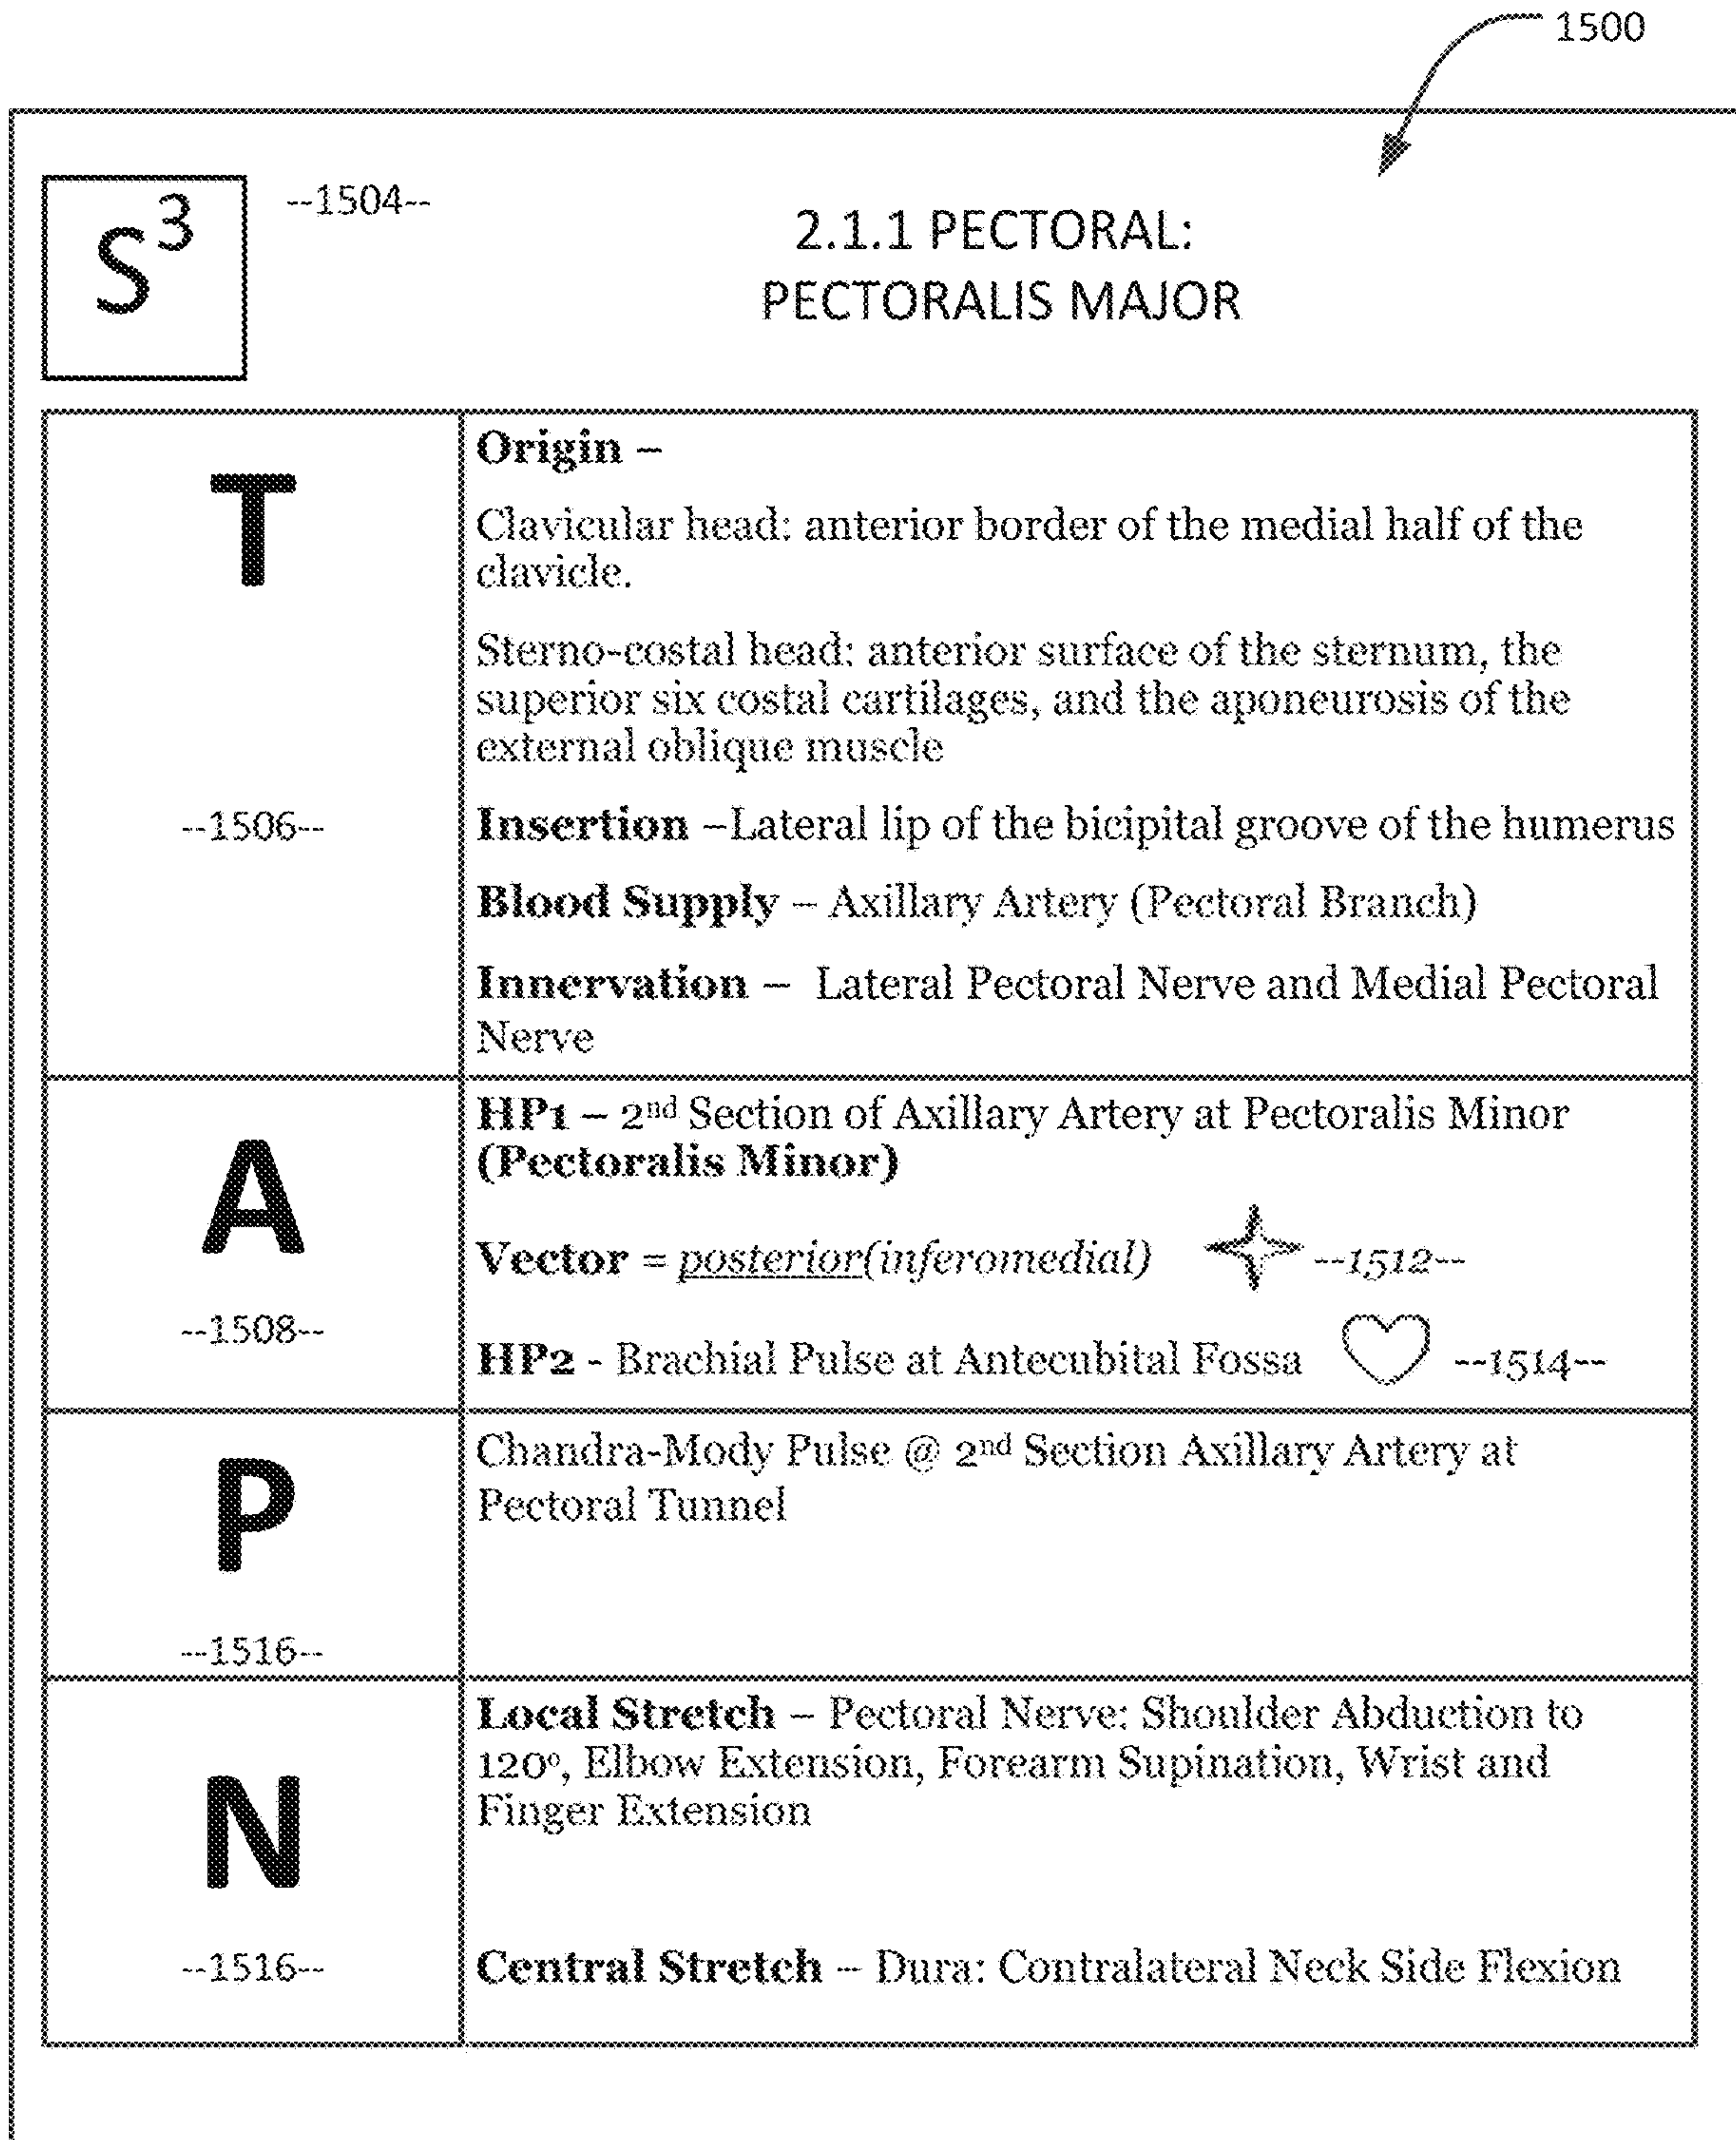 1500
S³
--1504--
2.1.1 PECTORAL:
PECTORALIS MAJOR
T
--1506--
Origin –
Clavicular head: anterior border of the medial half of the
clavicle.
Sterno-costal head: anterior surface of the sternum, the
superior six costal cartilages, and the aponeurosis of the
external oblique muscle
Insertion –Lateral lip of the bicipital groove of the humerus
Blood Supply – Axillary Artery (Pectoral Branch)
Innervation – Lateral Pectoral Nerve and Medial Pectoral
Nerve
A
--1508--
HP1 – 2nd Section of Axillary Artery at Pectoralis Minor
(Pectoralis Minor)
Vector = posterior(inferomedial) --1512--
HP2 - Brachial Pulse at Antecubital Fossa --1514--
P
--1516--
Chandra-Mody Pulse @ 2nd Section Axillary Artery at
Pectoral Tunnel
N
--1516--
Local Stretch – Pectoral Nerve: Shoulder Abduction to
120º, Elbow Extension, Forearm Supination, Wrist and
Finger Extension
Central Stretch – Dura: Contralateral Neck Side Flexion